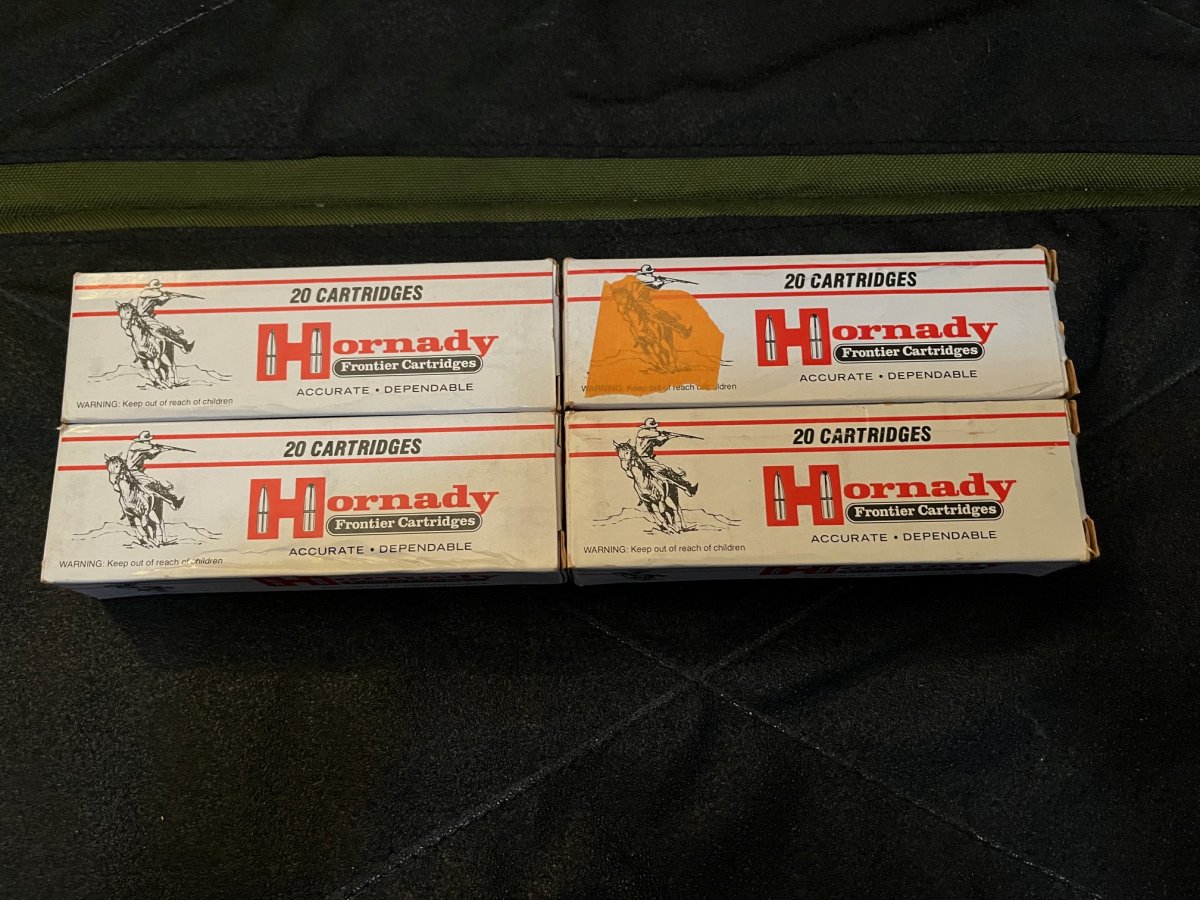 20 CARTRIDGES
Hornady
Frontier Cartridges
ACCURATE • DEPENDABLE
WARNING: Keep out of reach of children
20 CARTRIDGES
Hornady
Frontier Cartridges
ACCURATE • DEPENDABLE
WARNING: Keep out of reach of children
20 CARTRIDGES
Hornady
Frontier Cartridges
ACCURATE • DEPENDABLE
WARNING: Keep out of reach of children
20 CARTRIDGES
Hornady
Frontier Cartridges
ACCURATE • DEPENDABLE
WARNING: Keep out of reach of children
Hornady
Hornady